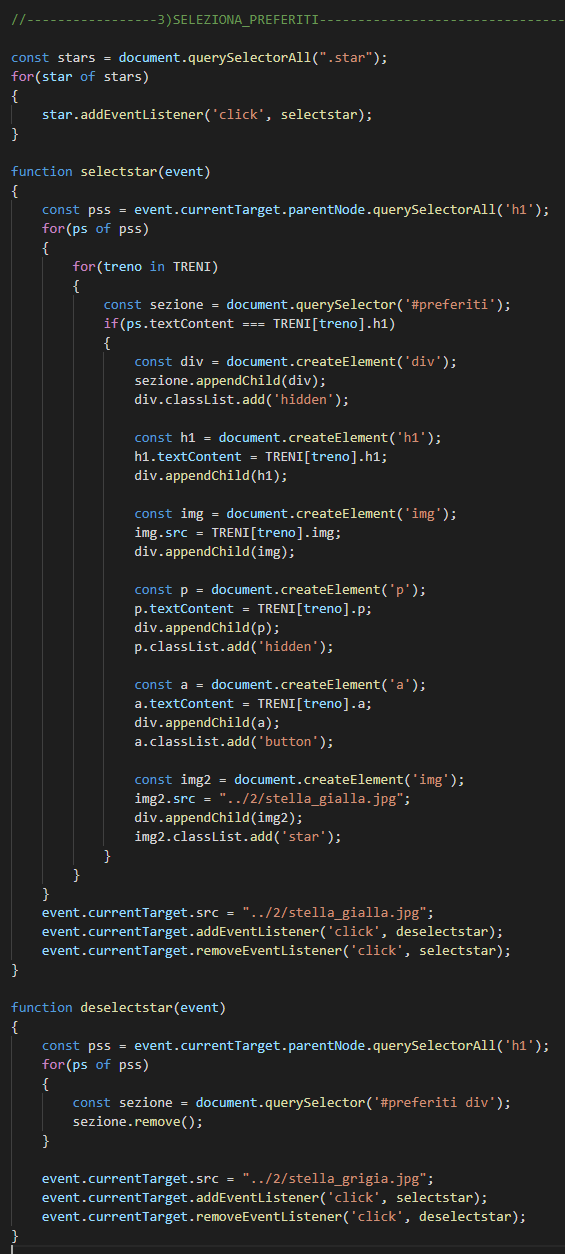 //-----------------3)SELEZIONA_PREFERITI--------------------------------
const stars = document.querySelectorAll(".star");
for(star of stars)
{
    star.addEventListener('click', selectstar);
}
function selectstar(event)
{
    const pss = event.currentTarget.parentNode.querySelectorAll('h1');
    for(ps of pss)
    {
        for(treno in TRENI)
        {
            const sezione = document.querySelector('#preferiti');
            if(ps.textContent === TRENI[treno].h1)
            {
                const div = document.createElement('div');
                sezione.appendChild(div);
                div.classList.add('hidden');
                const h1 = document.createElement('h1');
                h1.textContent = TRENI[treno].h1;
                div.appendChild(h1);
                const img = document.createElement('img');
                img.src = TRENI[treno].img;
                div.appendChild(img);
                const p = document.createElement('p');
                p.textContent = TRENI[treno].p;
                div.appendChild(p);
                p.classList.add('hidden');
                const a = document.createElement('a');
                a.textContent = TRENI[treno].a;
                div.appendChild(a);
                a.classList.add('button');
                const img2 = document.createElement('img');
                img2.src = "../2/stella_gialla.jpg";
                div.appendChild(img2);
                img2.classList.add('star');
            }
        }
    }
    event.currentTarget.src = "../2/stella_gialla.jpg";
    event.currentTarget.addEventListener('click', deselectstar);
    event.currentTarget.removeEventListener('click', selectstar);
}
function deselectstar(event)
{
    const pss = event.currentTarget.parentNode.querySelectorAll('h1');
    for(ps of pss)
    {
        const sezione = document.querySelector('#preferiti div');
        sezione.remove();
    }
    event.currentTarget.src = "../2/stella_grigia.jpg";
    event.currentTarget.addEventListener('click', selectstar);
    event.currentTarget.removeEventListener('click', deselectstar);
}